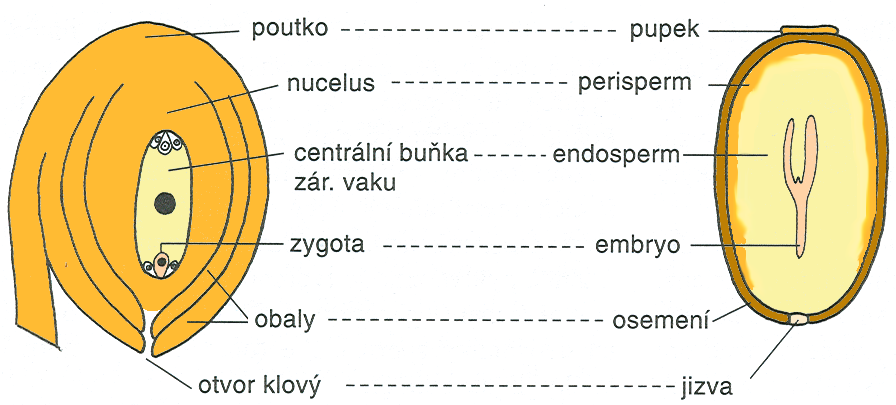 poutko pupek
nucelus perisperm
centrální buňka endosperm
zár. vaku
zygota embryo
obaly osemení
otvor klový jizva